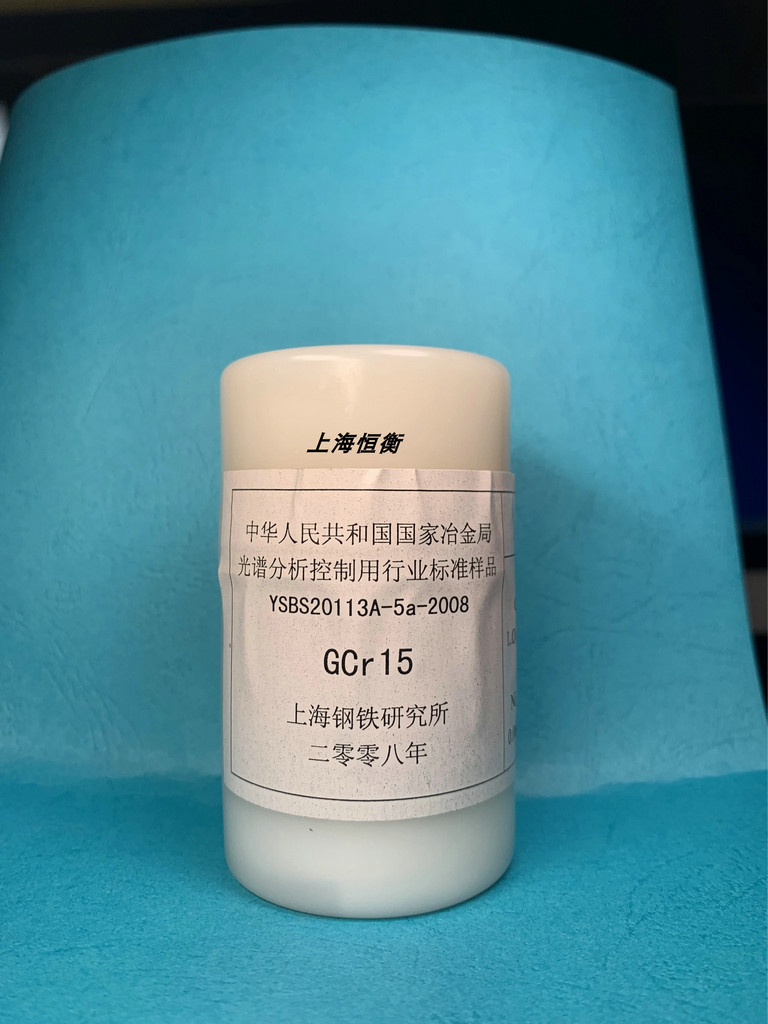 上海恒衡
中华人民共和国国家冶金局
光谱分析控制用行业标准样品
YSBS20113A-5a-2008
GCr15
上海钢铁研究所
二零零八年